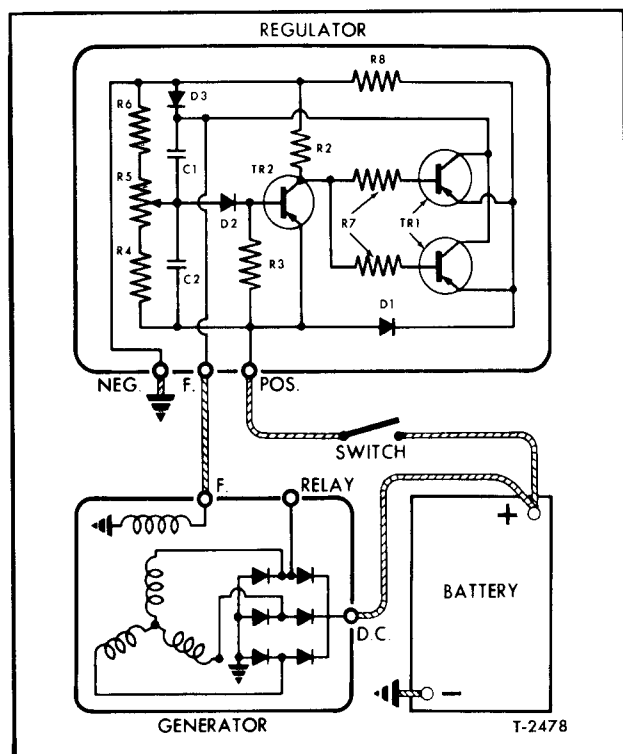 REGULATOR
R8
D3
R6
R2
C1
TR2
R5
D2
R7
TR1
R4
C2
R3
D1
NEG.
F.
POS.
SWITCH
F.
RELAY
+
BATTERY
D.C.
−
GENERATOR
T-2478